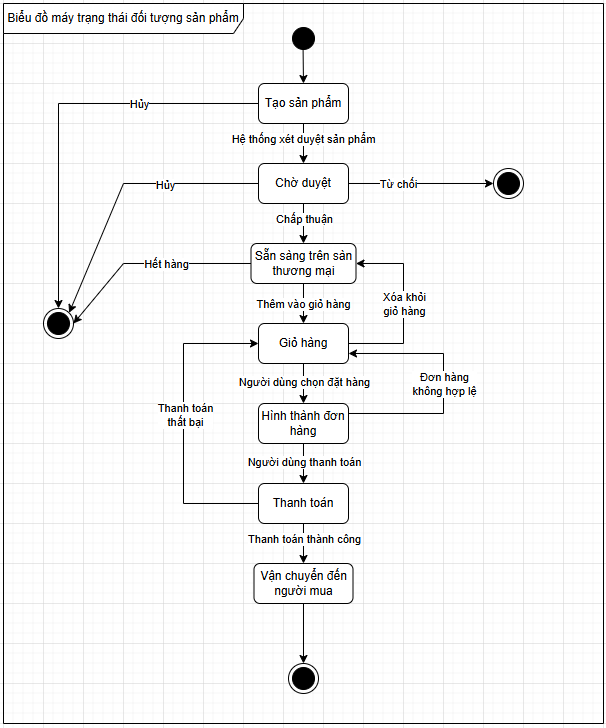 Biểu đồ máy trạng thái đối tượng sản phẩm
Tạo sản phẩm
Hủy
Hệ thống xét duyệt sản phẩm
Chờ duyệt
Hủy
Từ chối
Chấp thuận
Sẵn sàng trên sàn
thương mại
Hết hàng
Thêm vào giỏ hàng
Xóa khỏi
giỏ hàng
Giỏ hàng
Người dùng chọn đặt hàng
Đơn hàng
không hợp lệ
Thanh toán
thất bại
Hình thành đơn
hàng
Người dùng thanh toán
Thanh toán
Thanh toán thành công
Vận chuyển đến
người mua